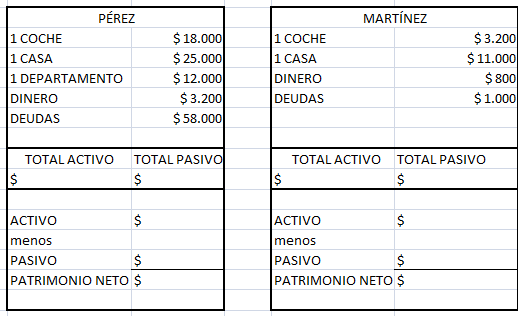 PÉREZ
1 COCHE $ 18.000
1 CASA $ 25.000
1 DEPARTAMENTO $ 12.000
DINERO $ 3.200
DEUDAS $ 58.000
TOTAL ACTIVO TOTAL PASIVO
$ $
ACTIVO $
menos
PASIVO $
PATRIMONIO NETO $
MARTÍNEZ
1 COCHE $ 3.200
1 CASA $ 11.000
DINERO $ 800
DEUDAS $ 1.000
TOTAL ACTIVO TOTAL PASIVO
$ $
ACTIVO $
menos
PASIVO $
PATRIMONIO NETO $